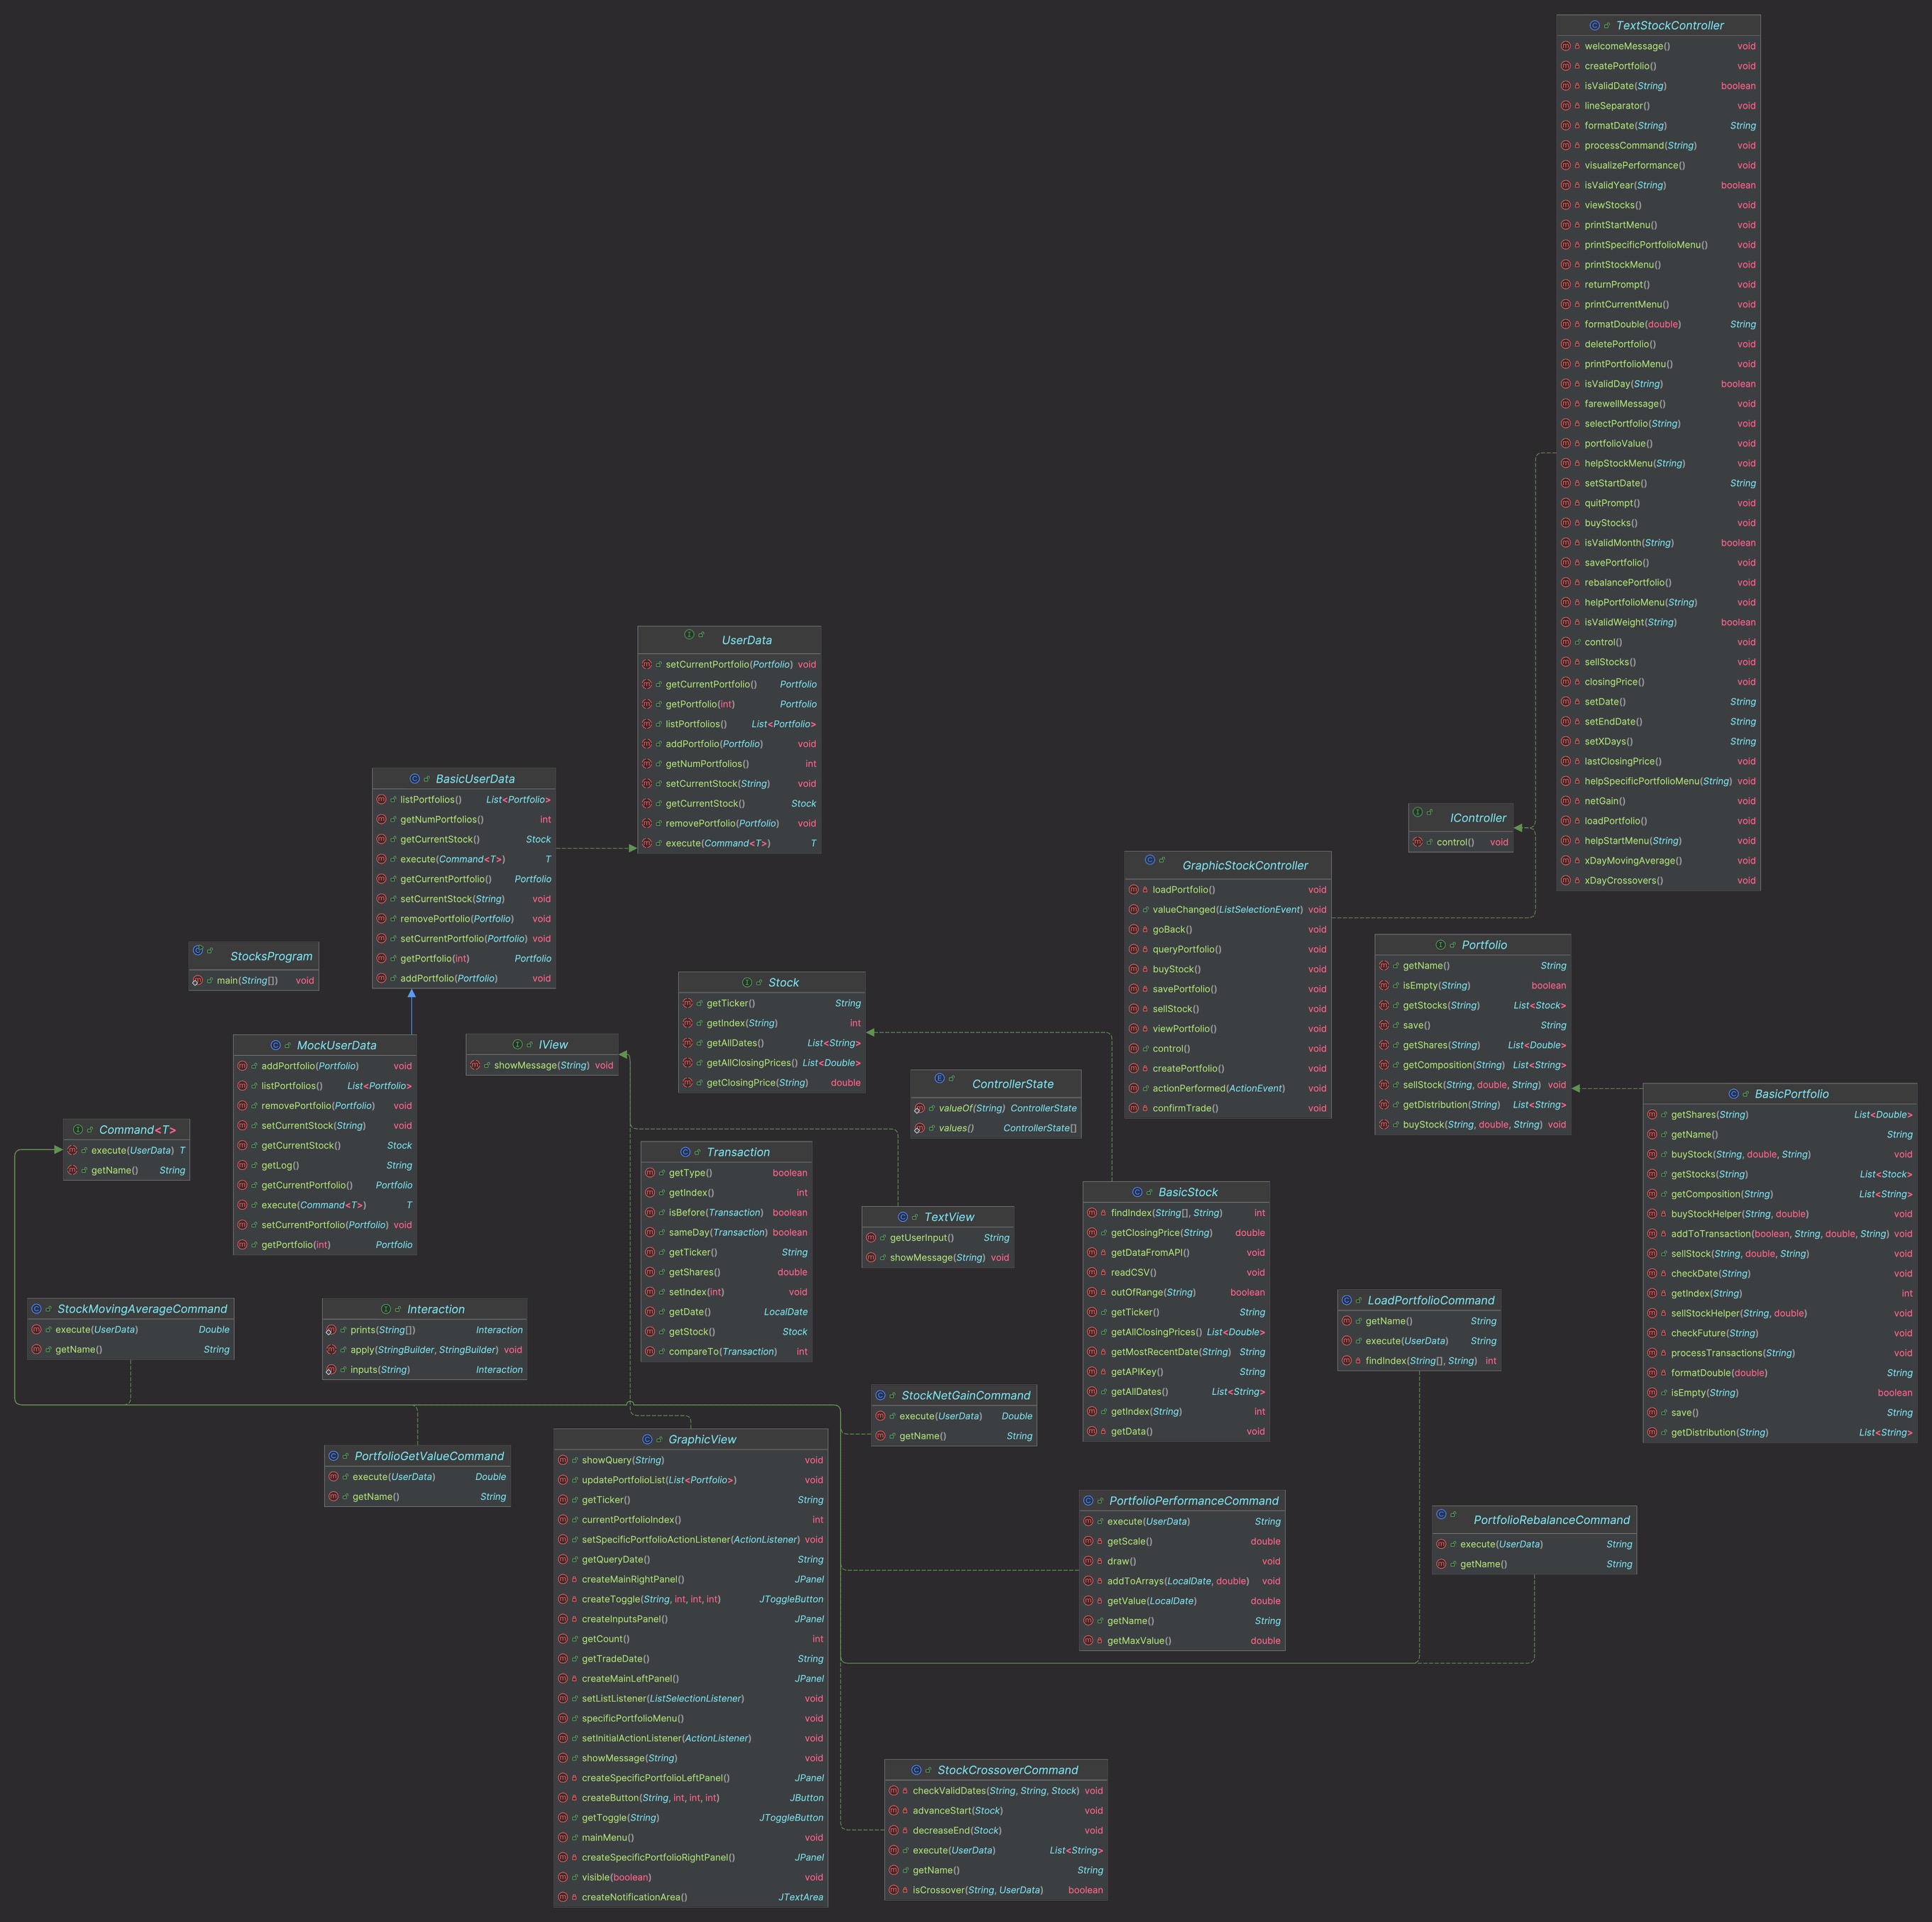 TextStockController
welcomeMessage() void
createPortfolio() void
isValidDate(String) boolean
lineSeparator() void
formatDate(String) String
processCommand(String) void
visualizePerformance() void
isValidYear(String) boolean
viewStocks() void
printStartMenu() void
printSpecificPortfolioMenu() void
printStockMenu() void
returnPrompt() void
printCurrentMenu() void
formatDouble(double) String
deletePortfolio() void
printPortfolioMenu() void
isValidDay(String) boolean
farewellMessage() void
selectPortfolio(String) void
portfolioValue() void
helpStockMenu(String) void
setStartDate() String
quitPrompt() void
buyStocks() void
isValidMonth(String) boolean
savePortfolio() void
rebalancePortfolio() void
helpPortfolioMenu(String) void
isValidWeight(String) boolean
control() void
sellStocks() void
closingPrice() void
setDate() String
setEndDate() String
setXDays() String
lastClosingPrice() void
helpSpecificPortfolioMenu(String) void
netGain() void
loadPortfolio() void
helpStartMenu(String) void
xDayMovingAverage() void
xDayCrossovers() void
UserData
setCurrentPortfolio(Portfolio) void
getCurrentPortfolio() Portfolio
getPortfolio(int) Portfolio
listPortfolios() List<Portfolio>
addPortfolio(Portfolio) void
getNumPortfolios() int
setCurrentStock(String) void
getCurrentStock() Stock
removePortfolio(Portfolio) void
execute(Command<T>) T
BasicUserData
listPortfolios() List<Portfolio>
getNumPortfolios() int
getCurrentStock() Stock
execute(Command<T>) T
getCurrentPortfolio() Portfolio
setCurrentStock(String) void
removePortfolio(Portfolio) void
setCurrentPortfolio(Portfolio) void
getPortfolio(int) Portfolio
addPortfolio(Portfolio) void
IController
control() void
GraphicStockController
loadPortfolio() void
valueChanged(ListSelectionEvent) void
goBack() void
queryPortfolio() void
buyStock() void
savePortfolio() void
sellStock() void
viewPortfolio() void
control() void
createPortfolio() void
actionPerformed(ActionEvent) void
confirmTrade() void
Portfolio
getName() String
isEmpty(String) boolean
getStocks(String) List<Stock>
save() String
getShares(String) List<Double>
getComposition(String) List<String>
sellStock(String, double, String) void
getDistribution(String) List<String>
buyStock(String, double, String) void
StocksProgram
main(String[]) void
Stock
getTicker() String
getIndex(String) int
getAllDates() List<String>
getAllClosingPrices() List<Double>
getClosingPrice(String) double
MockUserData
addPortfolio(Portfolio) void
listPortfolios() List<Portfolio>
removePortfolio(Portfolio) void
setCurrentStock(String) void
getCurrentStock() Stock
getLog() String
getCurrentPortfolio() Portfolio
execute(Command<T>) T
setCurrentPortfolio(Portfolio) void
getPortfolio(int) Portfolio
IView
showMessage(String) void
ControllerState
valueOf(String) ControllerState
values() ControllerState[]
BasicPortfolio
getShares(String) List<Double>
getName() String
buyStock(String, double, String) void
getStocks(String) List<Stock>
getComposition(String) List<String>
buyStockHelper(String, double) void
addToTransaction(boolean, String, double, String) void
sellStock(String, double, String) void
checkDate(String) void
getIndex(String) int
sellStockHelper(String, double) void
checkFuture(String) void
processTransactions(String) void
formatDouble(double) String
isEmpty(String) boolean
save() String
getDistribution(String) List<String>
Command<T>
execute(UserData) T
getName() String
Transaction
getType() boolean
getIndex() int
isBefore(Transaction) boolean
sameDay(Transaction) boolean
getTicker() String
getShares() double
setIndex(int) void
getDate() LocalDate
getStock() Stock
compareTo(Transaction) int
BasicStock
findIndex(String[], String) int
getClosingPrice(String) double
getDataFromAPI() void
readCSV() void
outOfRange(String) boolean
getTicker() String
getAllClosingPrices() List<Double>
getMostRecentDate(String) String
getAPIKey() String
getAllDates() List<String>
getIndex(String) int
getData() void
TextView
getUserInput() String
showMessage(String) void
LoadPortfolioCommand
getName() String
execute(UserData) String
findIndex(String[], String) int
StockMovingAverageCommand
execute(UserData) Double
getName() String
Interaction
prints(String[]) Interaction
apply(StringBuilder, StringBuilder) void
inputs(String) Interaction
StockNetGainCommand
execute(UserData) Double
getName() String
PortfolioGetValueCommand
execute(UserData) Double
getName() String
GraphicView
showQuery(String) void
updatePortfolioList(List<Portfolio>) void
getTicker() String
currentPortfolioIndex() int
setSpecificPortfolioActionListener(ActionListener) void
getQueryDate() String
createMainRightPanel() JPanel
createToggle(String, int, int, int) JToggleButton
createInputsPanel() JPanel
getCount() int
getTradeDate() String
createMainLeftPanel() JPanel
setListListener(ListSelectionListener) void
specificPortfolioMenu() void
setInitialActionListener(ActionListener) void
showMessage(String) void
createSpecificPortfolioLeftPanel() JPanel
createButton(String, int, int, int) JButton
getToggle(String) JToggleButton
mainMenu() void
createSpecificPortfolioRightPanel() JPanel
visible(boolean) void
createNotificationArea() JTextArea
PortfolioPerformanceCommand
execute(UserData) String
getScale() double
draw() void
addToArrays(LocalDate, double) void
getValue(LocalDate) double
getName() String
getMaxValue() double
PortfolioRebalanceCommand
execute(UserData) String
getName() String
StockCrossoverCommand
checkValidDates(String, String, Stock) void
advanceStart(Stock) void
decreaseEnd(Stock) void
execute(UserData) List<String>
getName() String
isCrossover(String, UserData) boolean